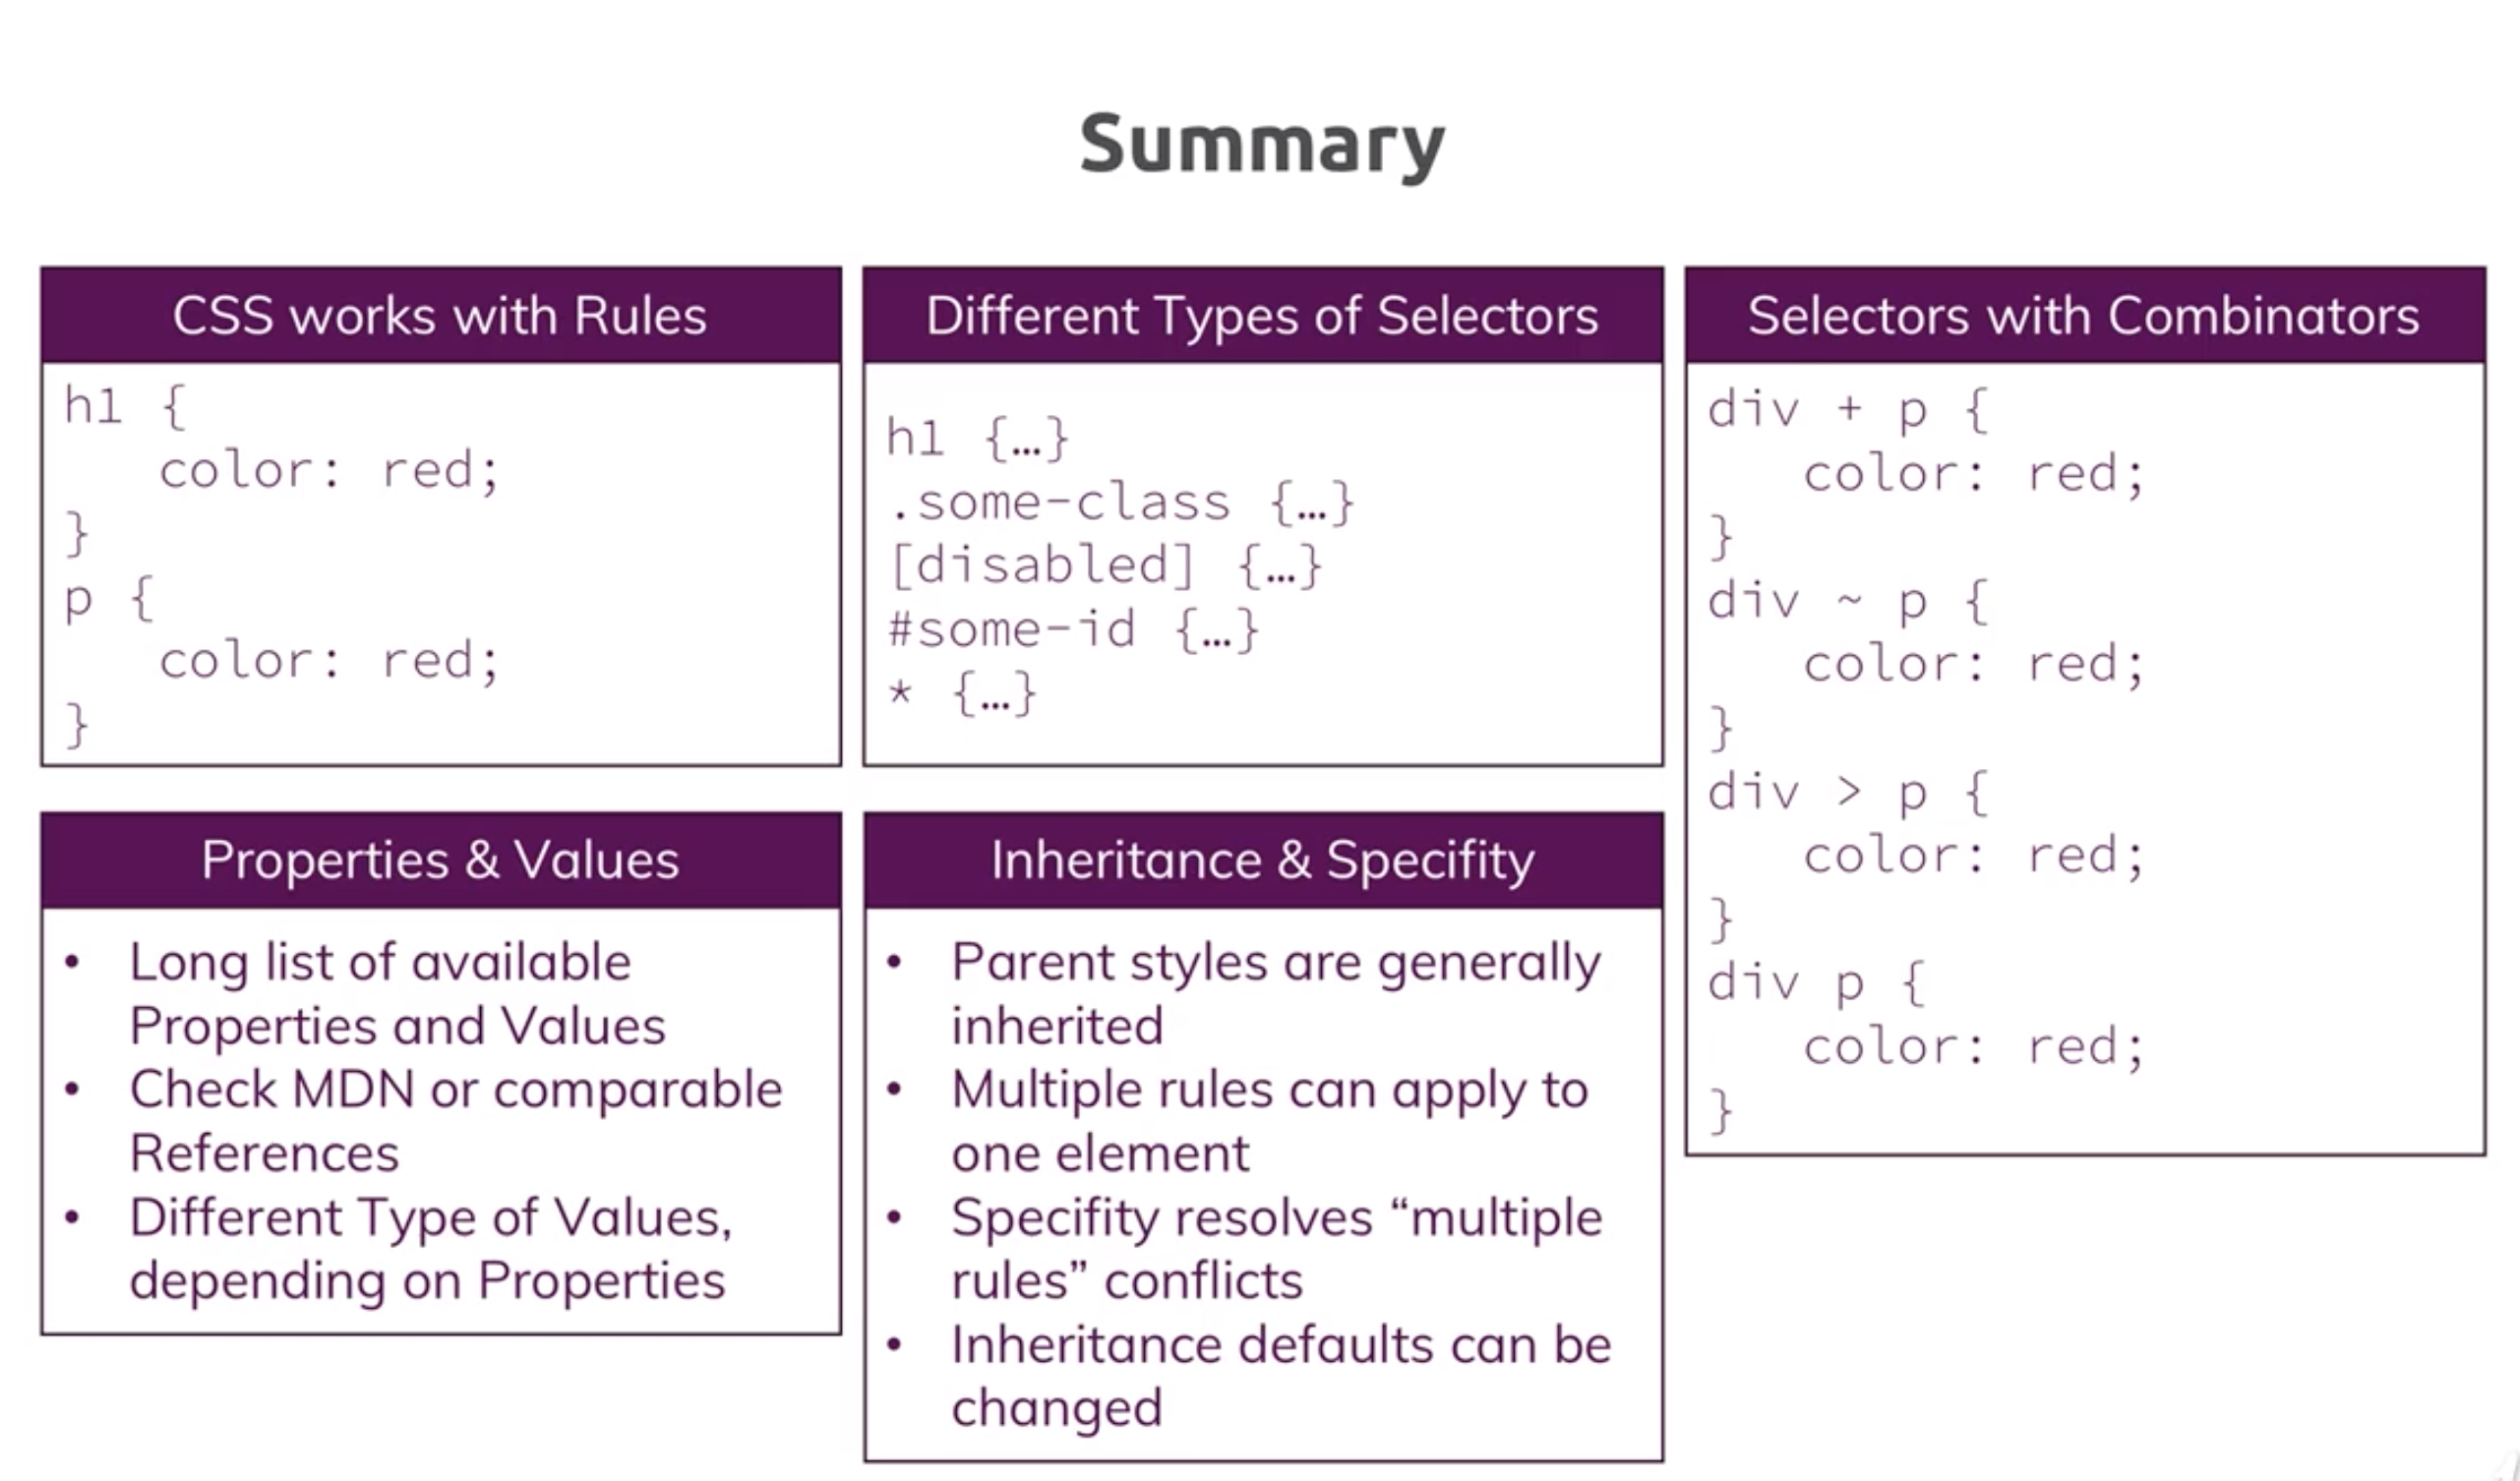 Summary
CSS works with Rules
h1 {
color: red;
}
p {
color: red;
}
Different Types of Selectors
h1 {…}
.some-class {…}
[disabled] {…}
#some-id {…}
* {…}
Selectors with Combinators
div + p {
color: red;
}
div ~ p {
color: red;
}
div > p {
color: red;
}
div p {
color: red;
}
Properties & Values
• Long list of available
Properties and Values
• Check MDN or comparable
References
• Different Type of Values,
depending on Properties
Inheritance & Specifity
• Parent styles are generally
inherited
• Multiple rules can apply to
one element
• Specifity resolves “multiple
rules” conflicts
• Inheritance defaults can be
changed